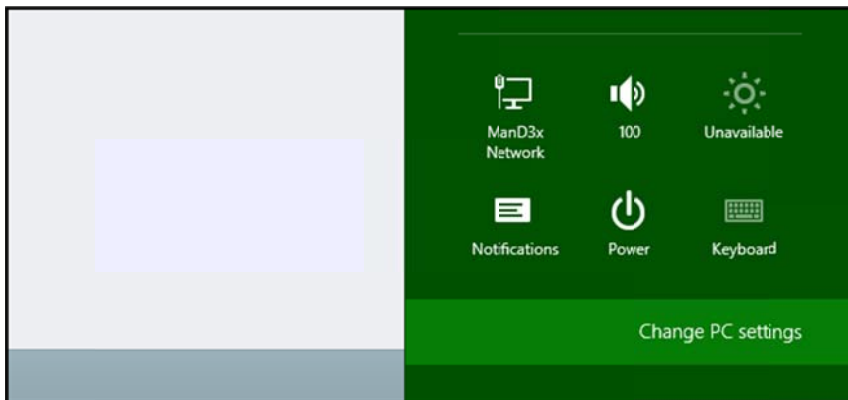 ManD3x
Network
100
Unavailable
Notifications
Power
Keyboard
Change PC settings